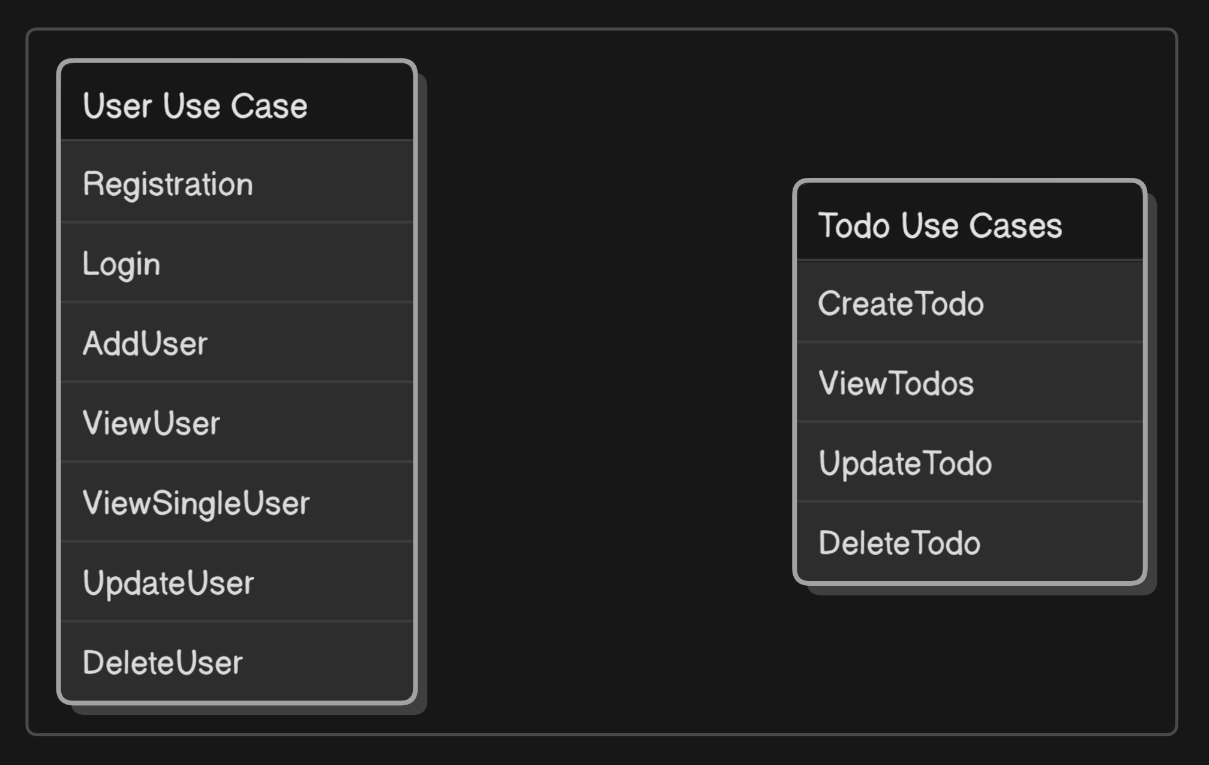 User Use Case
Registration
Login
AddUser
ViewUser
ViewSingleUser
UpdateUser
DeleteUser
Todo Use Cases
CreateTodo
ViewTodos
UpdateTodo
DeleteTodo